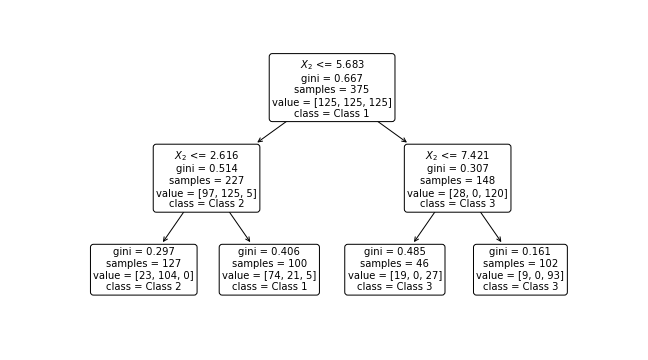 X₂ <= 5.683
gini = 0.667
samples = 375
value = [125, 125, 125]
class = Class 1
X₂ <= 2.616
gini = 0.514
samples = 227
value = [97, 125, 5]
class = Class 2
X₂ <= 7.421
gini = 0.307
samples = 148
value = [28, 0, 120]
class = Class 3
gini = 0.297
samples = 127
value = [23, 104, 0]
class = Class 2
gini = 0.406
samples = 100
value = [74, 21, 5]
class = Class 1
gini = 0.485
samples = 46
value = [19, 0, 27]
class = Class 3
gini = 0.161
samples = 102
value = [9, 0, 93]
class = Class 3